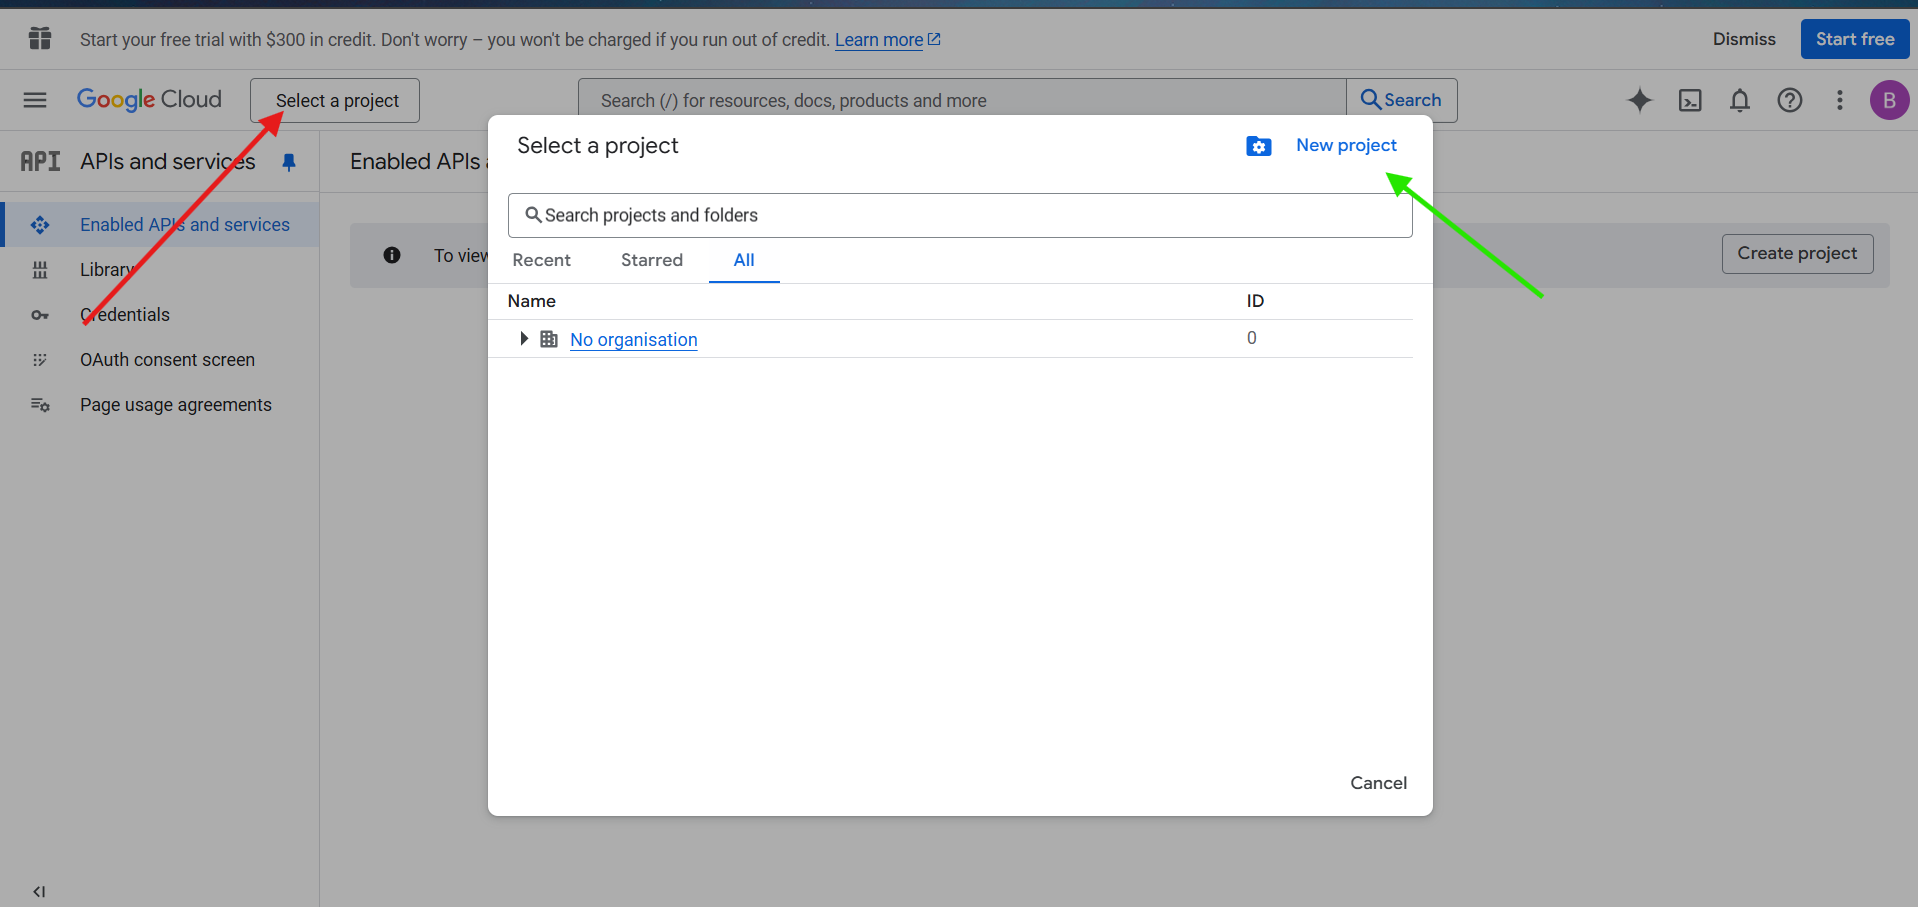 Start your free trial with $300 in credit. Don't worry – you won't be charged if you run out of credit. Learn more
Dismiss
Start free
Google Cloud
Select a project
Search (/) for resources, docs, products and more
Search
B
API
APIs and services
Enabled APIs
Select a project
New project
Enabled APIs and services
Library
Credentials
OAuth consent screen
Page usage agreements
To view
Create project
Search projects and folders
Recent
Starred
All
Name
ID
No organisation
0
Cancel